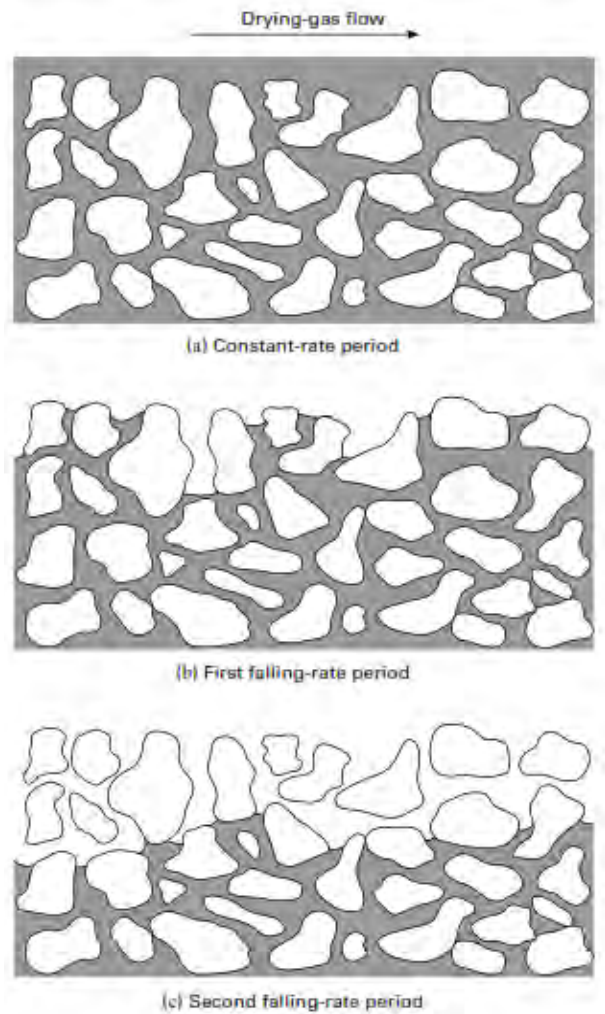 Drying-gas flow
(a) Constant-rate period
(b) First falling-rate period
(c) Second falling-rate period